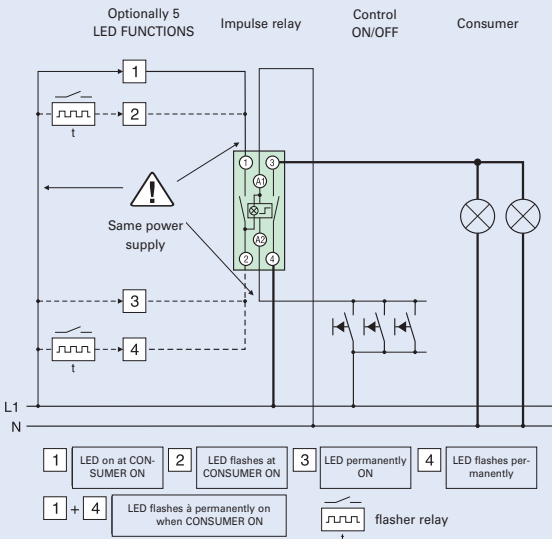 Optionally 5
LED FUNCTIONS
Impulse relay
Control
ON/OFF
Consumer
1
t
2
1
3
A1
A2
2
4
Same power
supply
3
t
4
L1
N
1
LED on at CON-
SUMER ON
2
LED flashes at
CONSUMER ON
3
LED permanently
ON
4
LED flashes per-
manently
1 + 4
LED flashes à permanently on
when CONSUMER ON
flasher relay
t